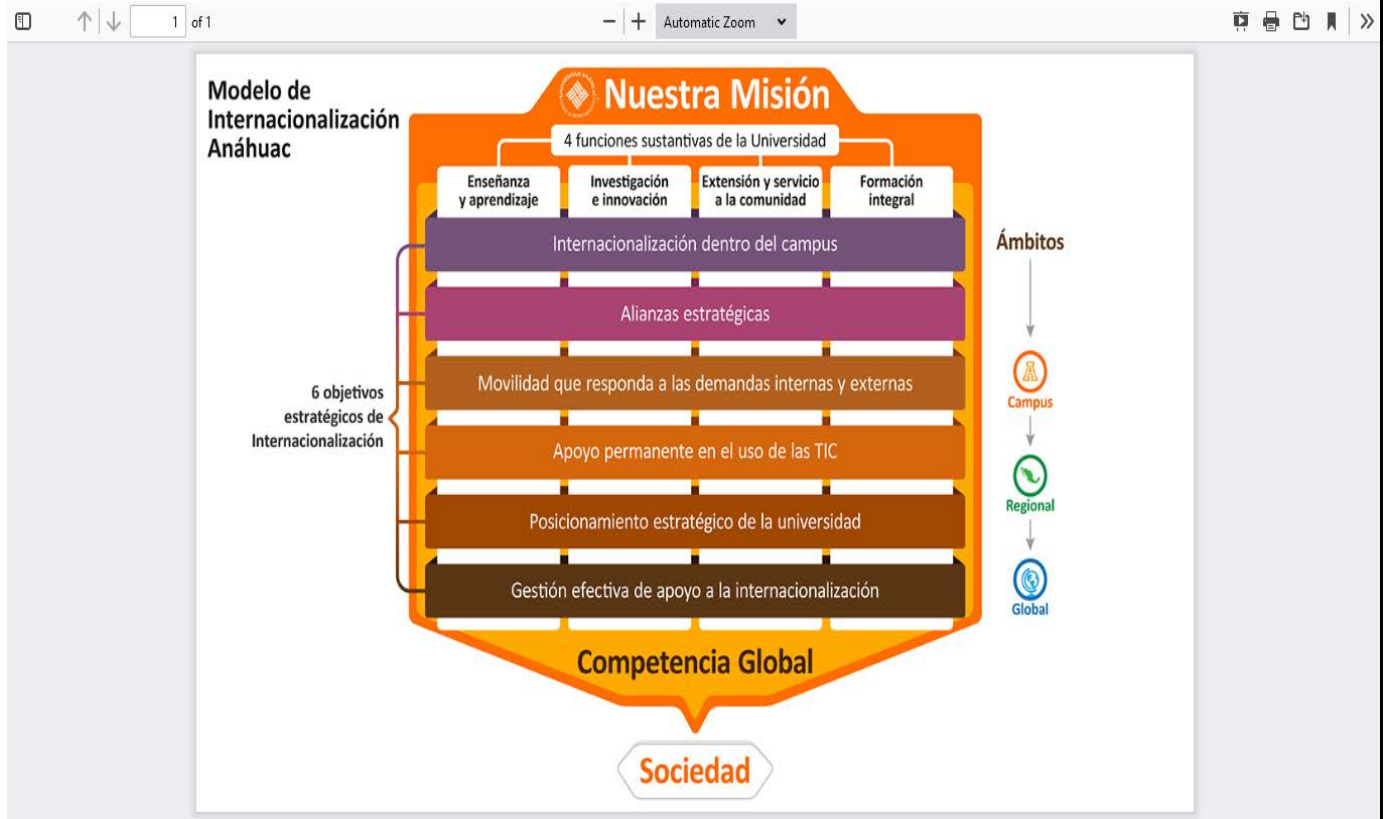 1 of 1
Automatic Zoom
Modelo de
Internacionalización
Anáhuac
Nuestra Misión
4 funciones sustantivas de la Universidad
Enseñanza
y aprendizaje
Investigación
e innovación
Extensión y servicio
a la comunidad
Formación
integral
6 objetivos
estratégicos de
Internacionalización
Internacionalización dentro del campus
Alianzas estratégicas
Movilidad que responda a las demandas internas y externas
Apoyo permanente en el uso de las TIC
Posicionamiento estratégico de la universidad
Gestión efectiva de apoyo a la internacionalización
Ámbitos
Campus
Regional
Global
Competencia Global
Sociedad